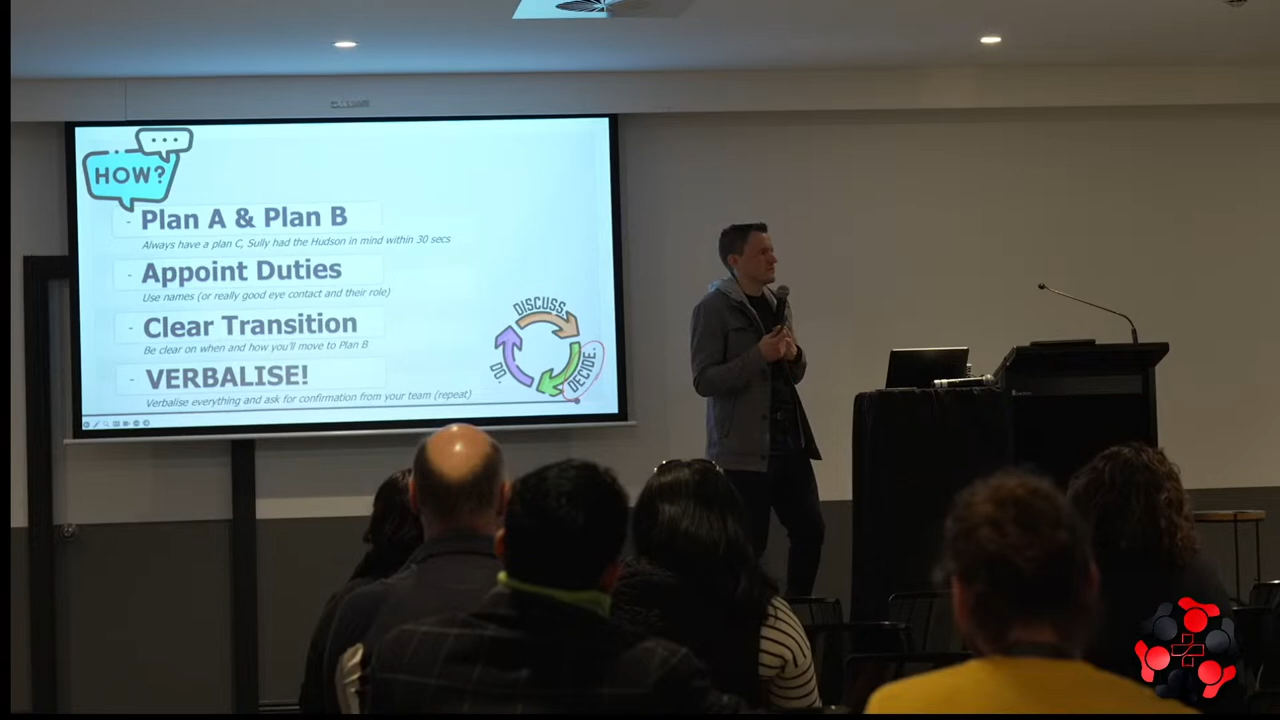 HOW?
- Plan A & Plan B
Always have a plan C, Sully had the Hudson in mind within 30 secs
- Appoint Duties
Use names (or really good eye contact and their role)
- Clear Transition
Be clear on when and how you'll move to Plan B
- VERBALISE!
Verbalise everything and ask for confirmation from your team (repeat)
DISCUSS.
DECIDE.
DO.